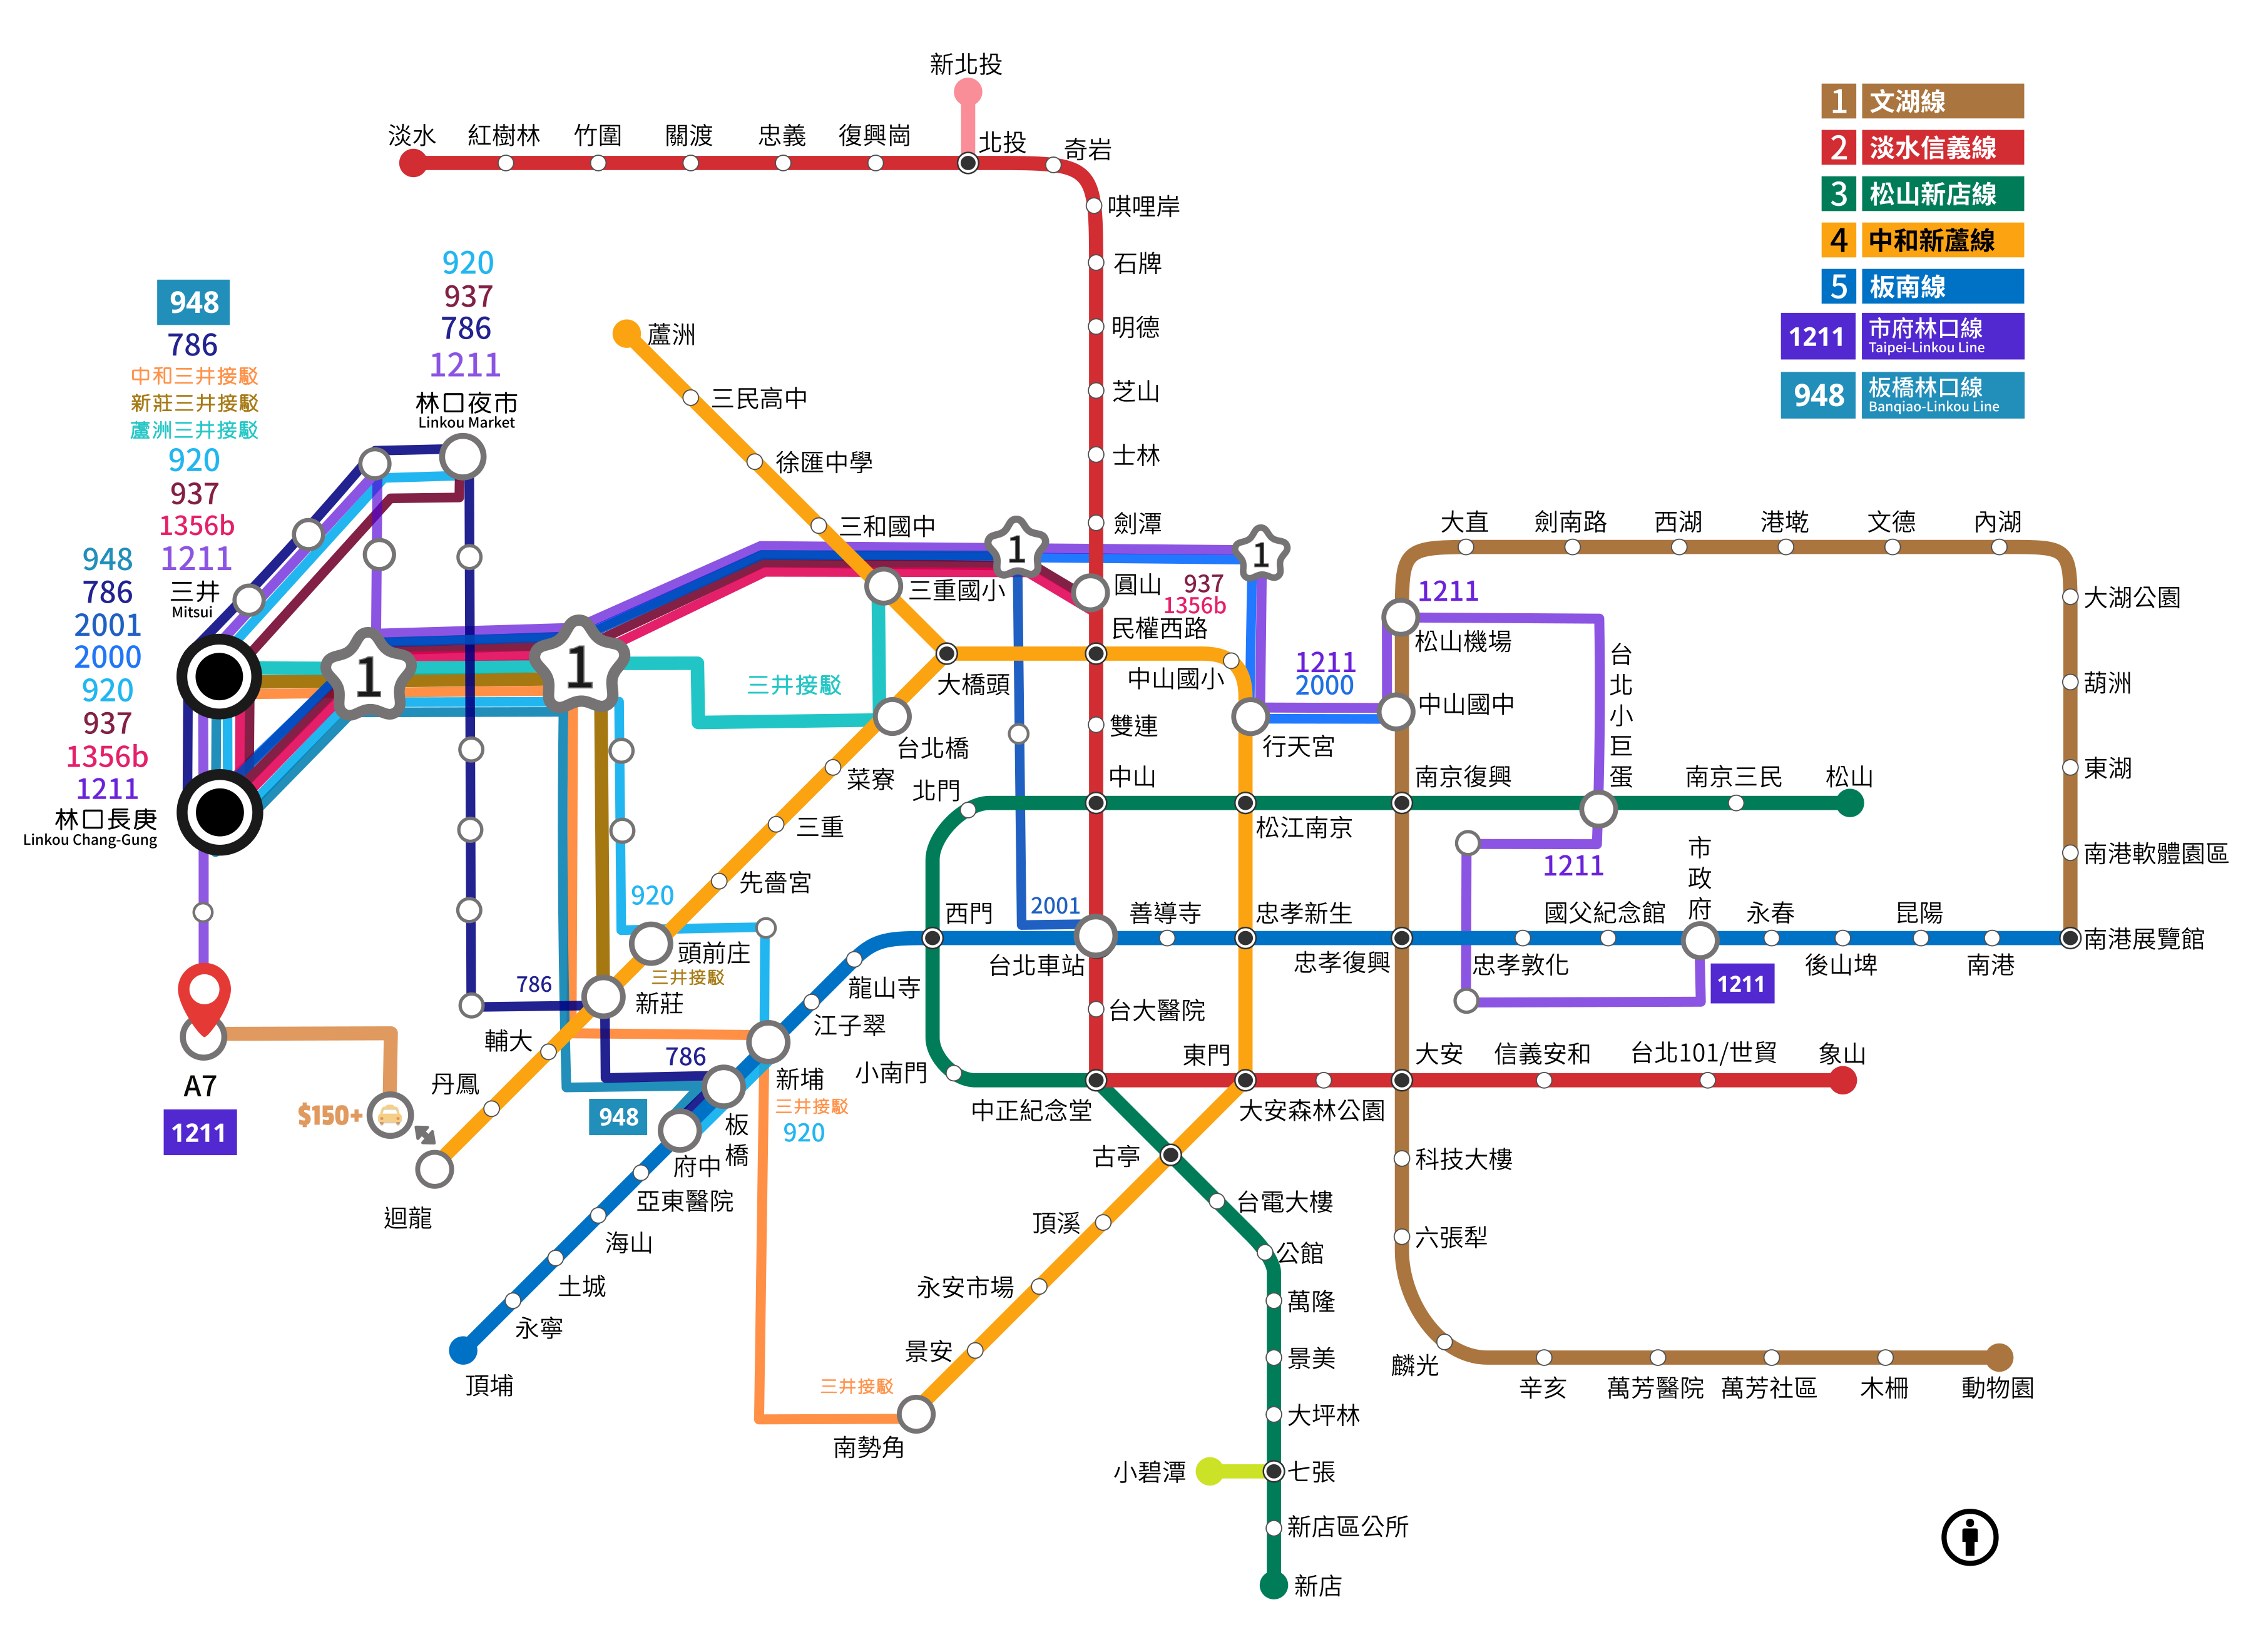 新北投
淡水
紅樹林
竹圍
關渡
忠義
復興崗
北投
奇岩
唭哩岸
石牌
明德
芝山
士林
劍潭
圓山
937
1356b
民權西路
雙連
中山
1 文湖線
2 淡水信義線
3 松山新店線
4 中和新蘆線
5 板南線
1211 市府林口線
Taipei-Linkou Line
948 板橋林口線
Banqiao-Linkou Line
920
937
786
1211
林口夜市
Linkou Market
948
786
中和三井接駁
新莊三井接駁
蘆洲三井接駁
920
937
1356b
1211
三井
Mitsui
948
786
2001
2000
920
937
1356b
1211
林口長庚
Linkou Chang-Gung
1
1
1
1
蘆洲
三民高中
徐匯中學
三和國中
三重國小
大橋頭
三井接駁
台北橋
菜寮
三重
先嗇宮
920
頭前庄
三井接駁
新莊
786
輔大
丹鳳
迴龍
A7
1211
$150+
中山國小
行天宮
1211
2000
大直
劍南路
西湖
港墘
文德
內湖
大湖公園
葫洲
東湖
南港軟體園區
南港展覽館
1211
松山機場
中山國中
台北小巨蛋
南京復興
南京三民
松山
松江南京
北門
西門
2001
台北車站
善導寺
忠孝新生
忠孝復興
忠孝敦化
1211
國父紀念館
市政府
1211
永春
後山埤
昆陽
南港
龍山寺
江子翠
新埔
三井接駁
920
786
948
板橋
府中
亞東醫院
海山
土城
永寧
頂埔
小南門
台大醫院
東門
中正紀念堂
大安森林公園
大安
信義安和
台北101/世貿
象山
古亭
台電大樓
公館
萬隆
景美
大坪林
小碧潭
七張
新店區公所
新店
頂溪
永安市場
景安
三井接駁
南勢角
科技大樓
六張犁
麟光
辛亥
萬芳醫院
萬芳社區
木柵
動物園